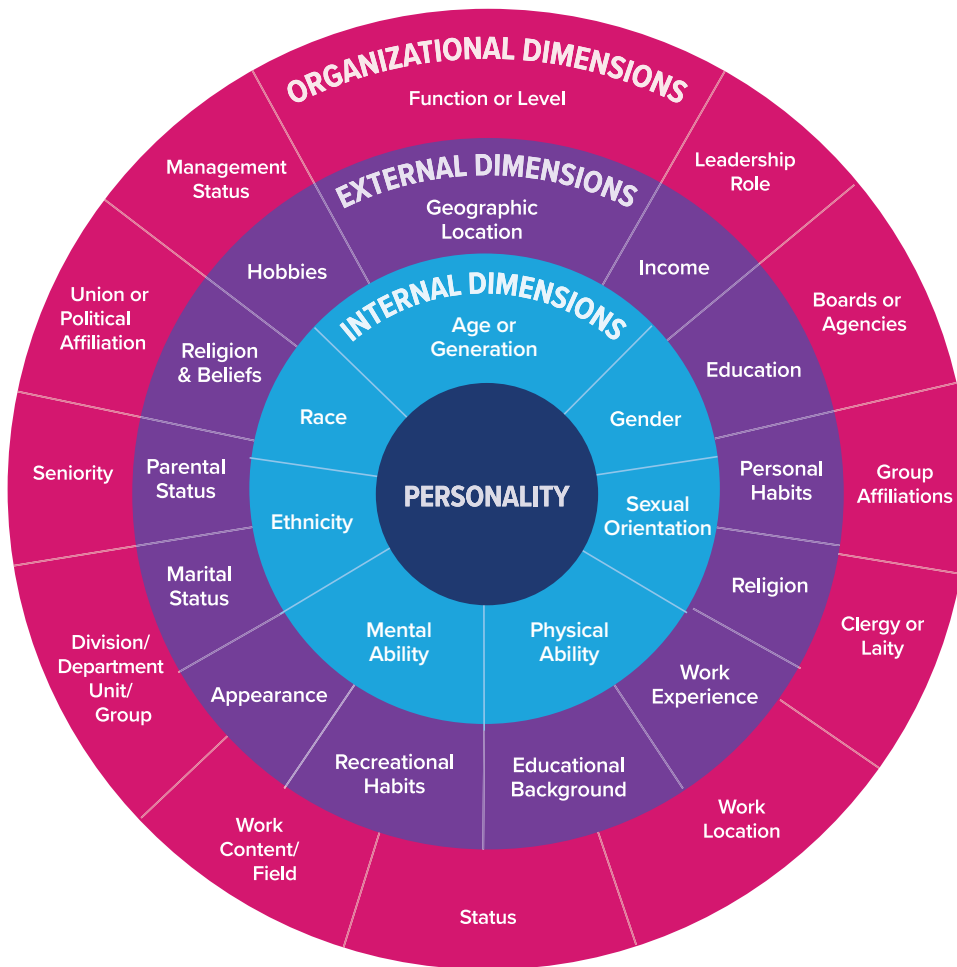 ORGANIZATIONAL DIMENSIONS
Function or Level
Leadership
Role
Boards or
Agencies
Group
Affiliations
Clergy or
Laity
Work
Location
Status
Work
Content/
Field
Division/
Department
Unit/
Group
Seniority
Union or
Political
Affiliation
Management
Status
EXTERNAL DIMENSIONS
Geographic
Location
Income
Education
Personal
Habits
Religion
Work
Experience
Educational
Background
Recreational
Habits
Appearance
Marital
Status
Parental
Status
Religion
& Beliefs
Hobbies
INTERNAL DIMENSIONS
Age or
Generation
Gender
Sexual
Orientation
Physical
Ability
Mental
Ability
Ethnicity
Race
PERSONALITY